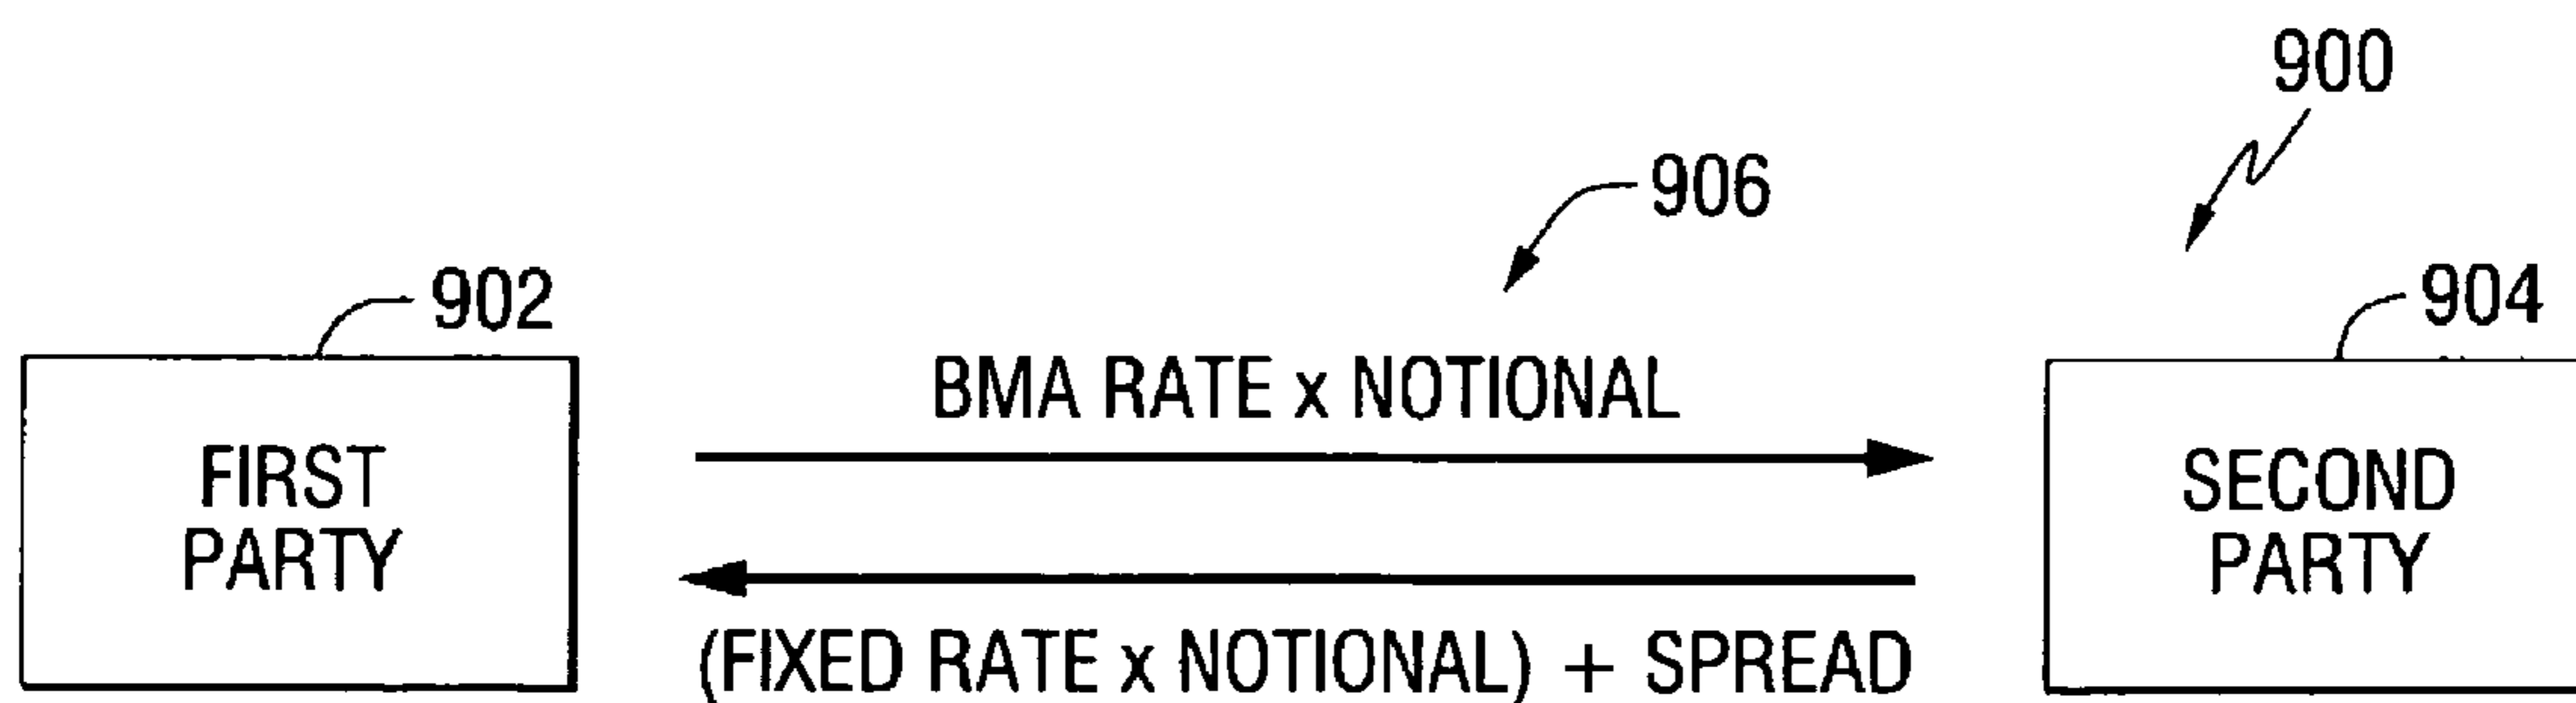 900
906
902
904
BMA RATE x NOTIONAL
FIRST
PARTY
SECOND
PARTY
(FIXED RATE x NOTIONAL) + SPREAD